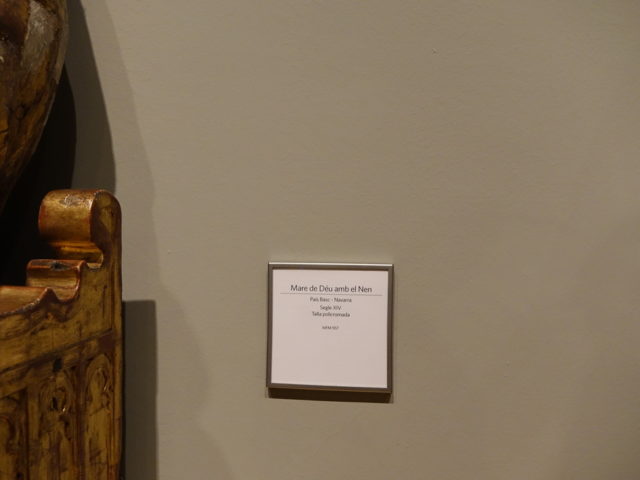 Mare de Déu amb el Nen
País Basc - Navarra
Segle XIV
Talla policromada